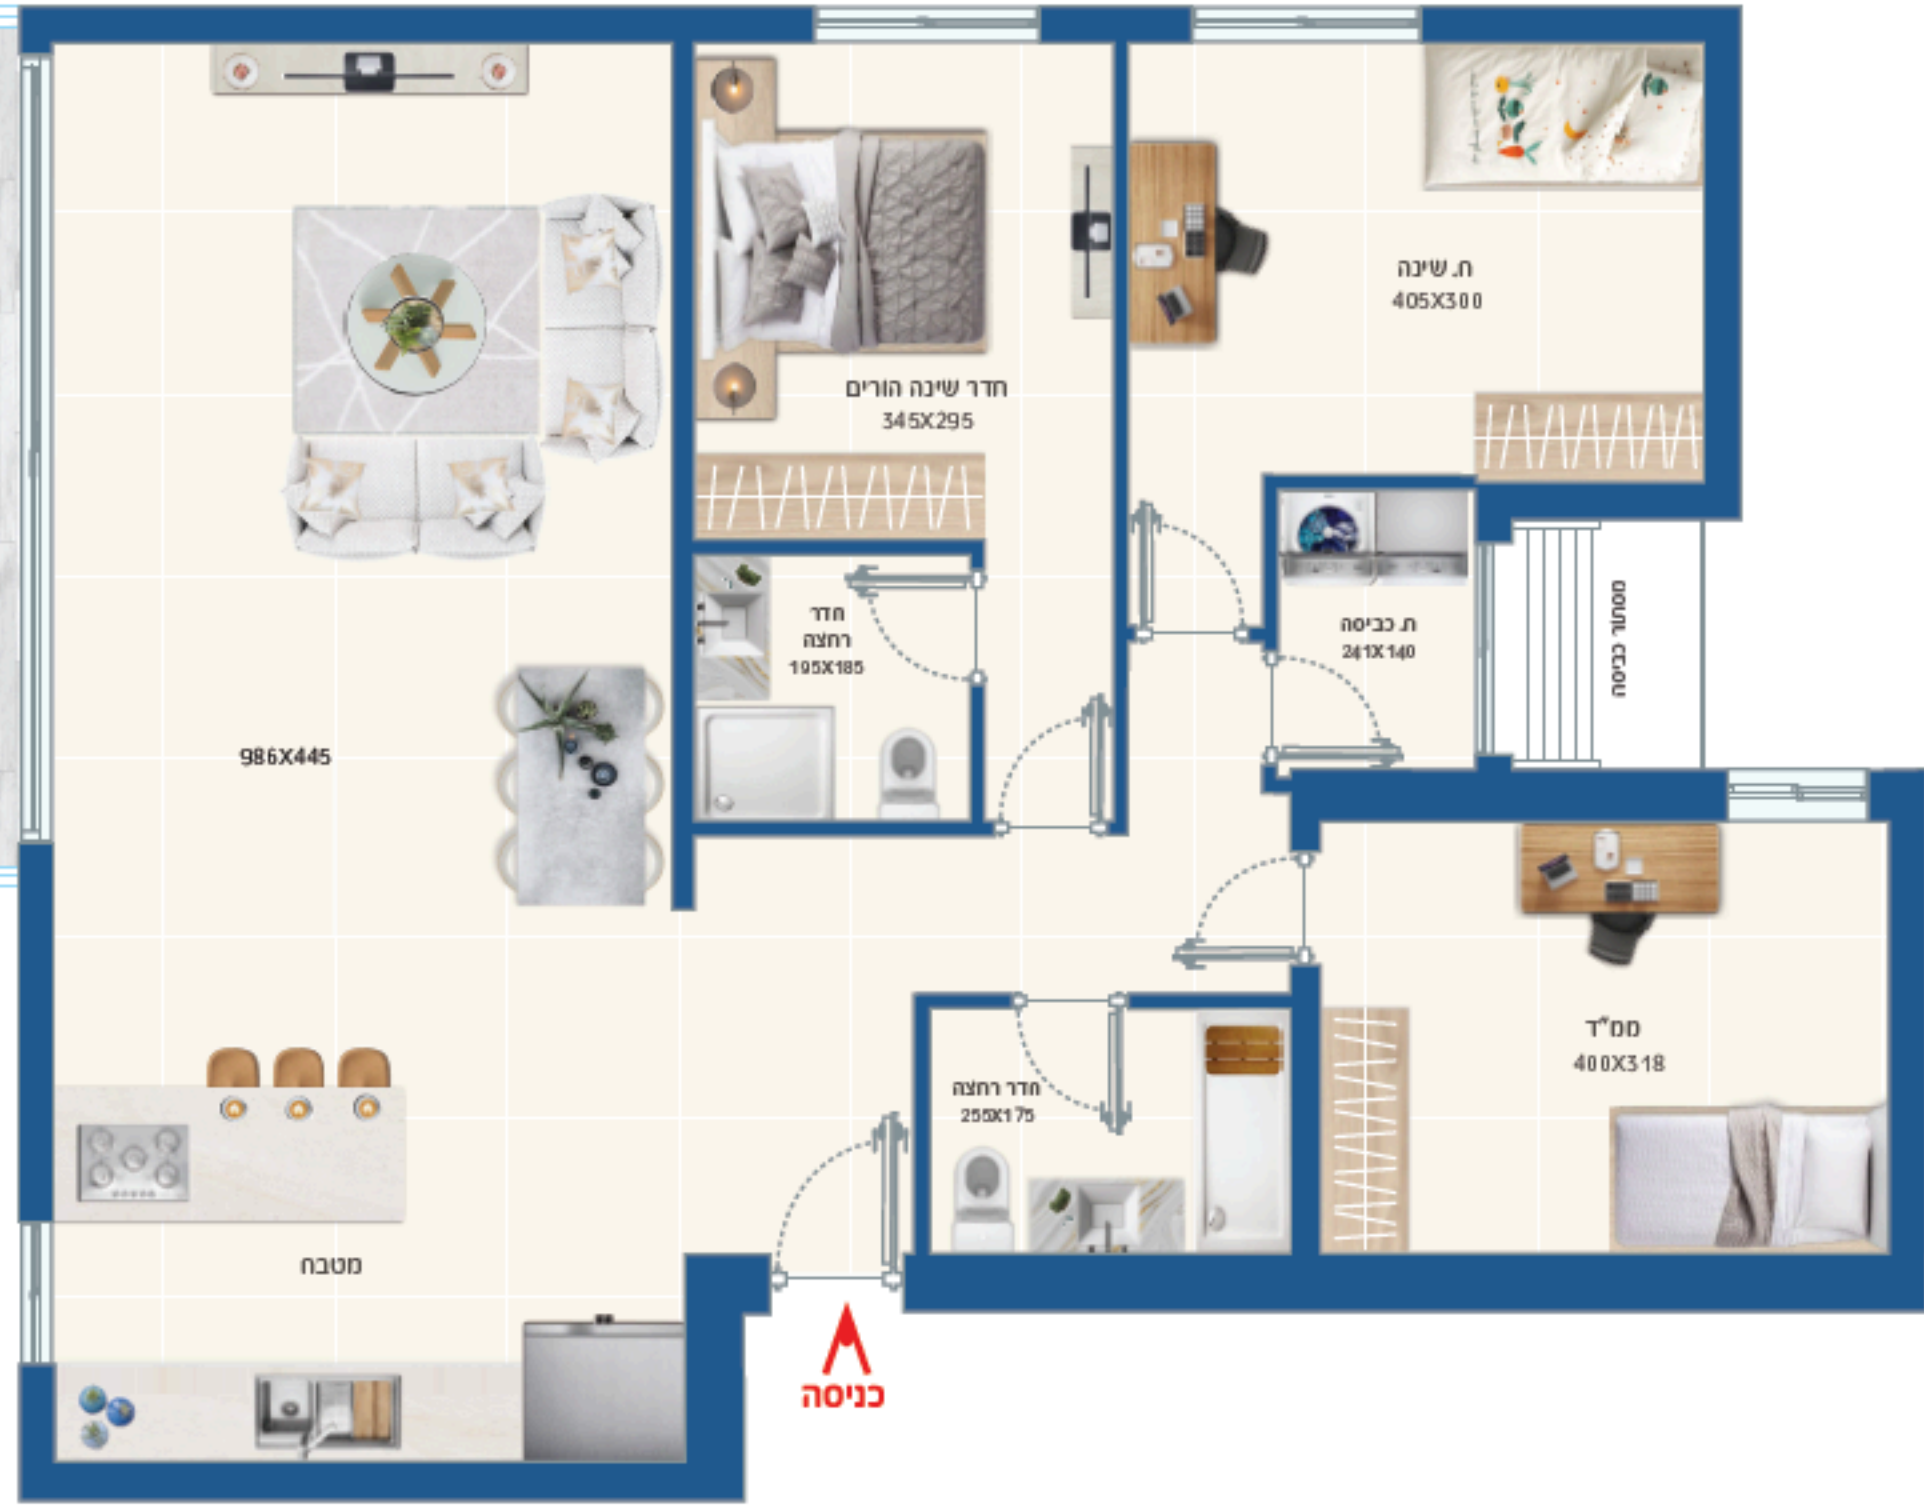 ח. שינה
405X300
חדר שינה הורים
345X295
חדר
רחצה
195X185
ח. כביסה
241X140
מסתור כביסה
986X445
ממ"ד
400X318
חדר רחצה
255X175
מטבח
כניסה